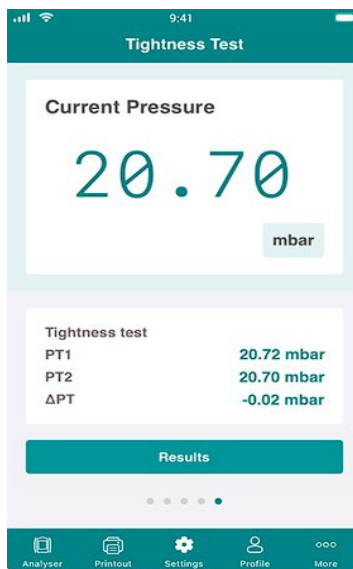 9:41
Tightness Test
Current Pressure
20.70
mbar
Tightness test
PT1 20.72 mbar
PT2 20.70 mbar
ΔPT -0.02 mbar
Results
Analyser Printout Settings Profile More